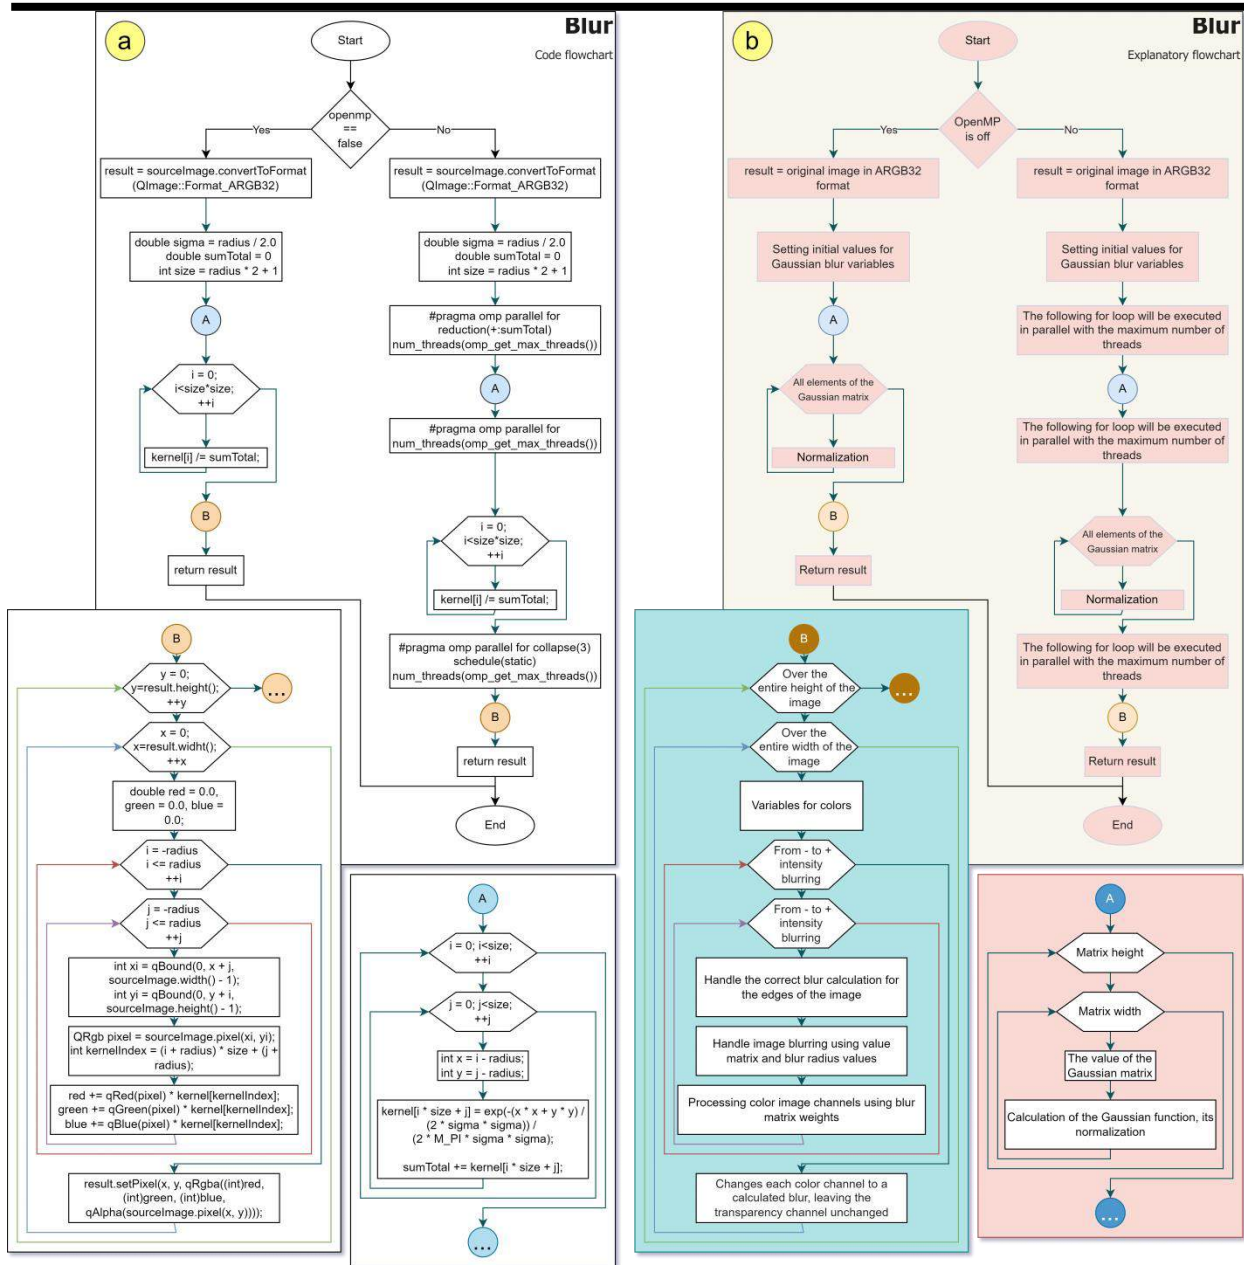 a
Blur
Code flowchart
Start
openmp
==
false
Yes
No
result = sourceImage.convertToFormat
(QImage::Format_ARGB32)
result = sourceImage.convertToFormat
(QImage::Format_ARGB32)
double sigma = radius / 2.0
double sumTotal = 0
int size = radius * 2 + 1
double sigma = radius / 2.0
double sumTotal = 0
int size = radius * 2 + 1
A
#pragma omp parallel for
reduction(+:sumTotal)
num_threads(omp_get_max_threads())
i = 0;
i<size*size;
++i
A
#pragma omp parallel for
num_threads(omp_get_max_threads())
kernel[i] /= sumTotal;
B
i = 0;
i<size*size;
++i
return result
kernel[i] /= sumTotal;
#pragma omp parallel for collapse(3)
schedule(static)
num_threads(omp_get_max_threads())
B
return result
End
B
y = 0;
y=result.height();
++y
...
x = 0;
x=result.widht();
++x
double red = 0.0,
green = 0.0, blue =
0.0;
i = -radius
i <= radius
++i
j = -radius
j <= radius
++j
int xi = qBound(0, x + j,
sourceImage.width() - 1);
int yi = qBound(0, y + i,
sourceImage.height() - 1);
QRgb pixel = sourceImage.pixel(xi, yi);
int kernelIndex = (i + radius) * size + (j +
radius);
red += qRed(pixel) * kernel[kernelIndex];
green += qGreen(pixel) * kernel[kernelIndex];
blue += qBlue(pixel) * kernel[kernelIndex];
result.setPixel(x, y, qRgba((int)red,
(int)green, (int)blue,
qAlpha(sourceImage.pixel(x, y))));
A
i = 0; i<size;
++i
j = 0; j<size;
++j
int x = i - radius;
int y = j - radius;
kernel[i * size + j] = exp(-(x * x + y * y) /
(2 * sigma * sigma)) /
(2 * M_PI * sigma * sigma);
sumTotal += kernel[i * size + j];
...
b
Blur
Explanatory flowchart
Start
OpenMP
is off
Yes
No
result = original image in ARGB32
format
result = original image in ARGB32
format
Setting initial values for
Gaussian blur variables
Setting initial values for
Gaussian blur variables
A
The following for loop will be executed
in parallel with the maximum number of
threads
All elements of the
Gaussian matrix
A
The following for loop will be executed
in parallel with the maximum number of
threads
Normalization
B
All elements of the
Gaussian matrix
Return result
Normalization
The following for loop will be executed
in parallel with the maximum number of
threads
B
Return result
End
B
Over the
entire height of the
image
...
Over the
entire width of the
image
Variables for colors
From - to +
intensity
blurring
From - to +
intensity
blurring
Handle the correct blur calculation for
the edges of the image
Handle image blurring using value
matrix and blur radius values
Processing color image channels using blur
matrix weights
Changes each color channel to a
calculated blur, leaving the
transparency channel unchanged
A
Matrix height
Matrix width
The value of the
Gaussian matrix
Calculation of the Gaussian function, its
normalization
...